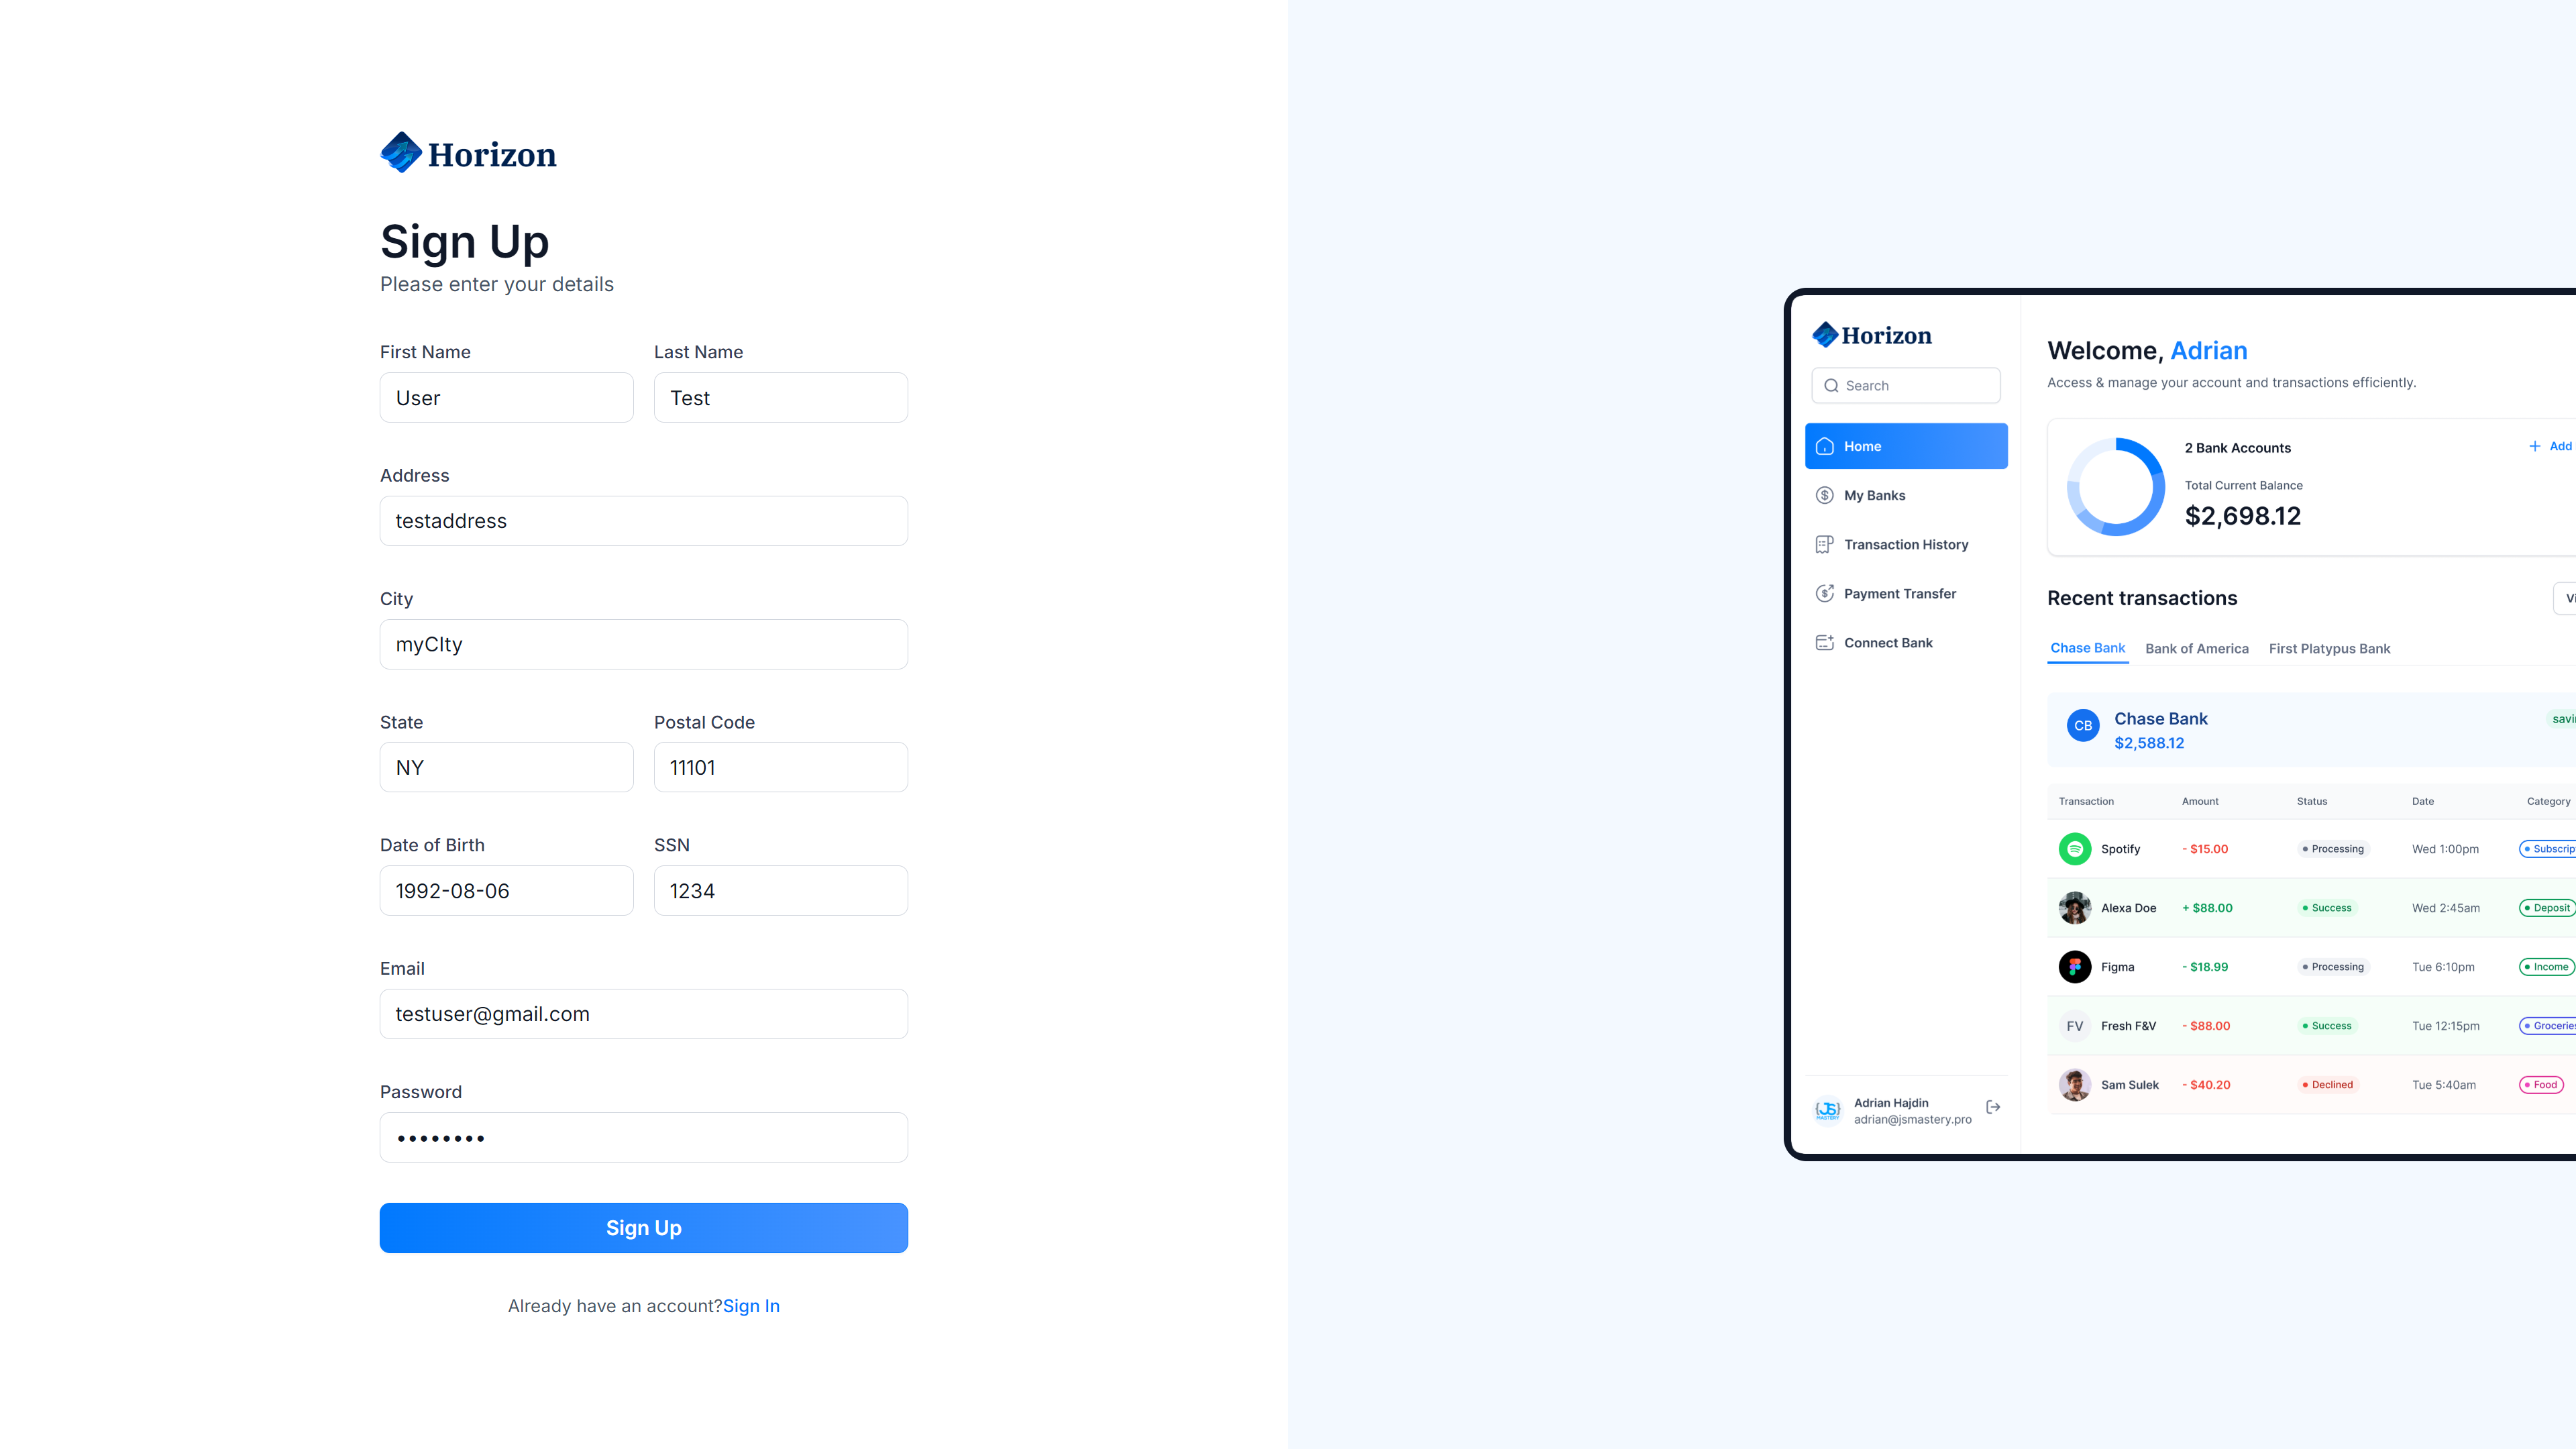 Horizon
Sign Up
Please enter your details
First Name
Last Name
User
Test
Address
testaddress
City
myCIty
State
Postal Code
NY
11101
Date of Birth
SSN
1992-08-06
1234
Email
testuser@gmail.com
Password
Sign Up
Already have an account?Sign In
Horizon
Search
Home
My Banks
Transaction History
Payment Transfer
Connect Bank
Adrian Hajdin
adrian@jsmastery.pro
JS
MASTERY
Welcome, Adrian
Access & manage your account and transactions efficiently.
2 Bank Accounts
+ Add
Total Current Balance
$2,698.12
Recent transactions
Chase Bank
Bank of America
First Platypus Bank
CB
Chase Bank
$2,588.12
Transaction Amount Status Date Category
Spotify - $15.00 Processing Wed 1:00pm
Alexa Doe + $88.00 Success Wed 2:45am Deposit
Figma - $18.99 Processing Tue 6:10pm Income
FV Fresh F&V - $88.00 Success Tue 12:15pm
Sam Sulek - $40.20 Declined Tue 5:40am Food